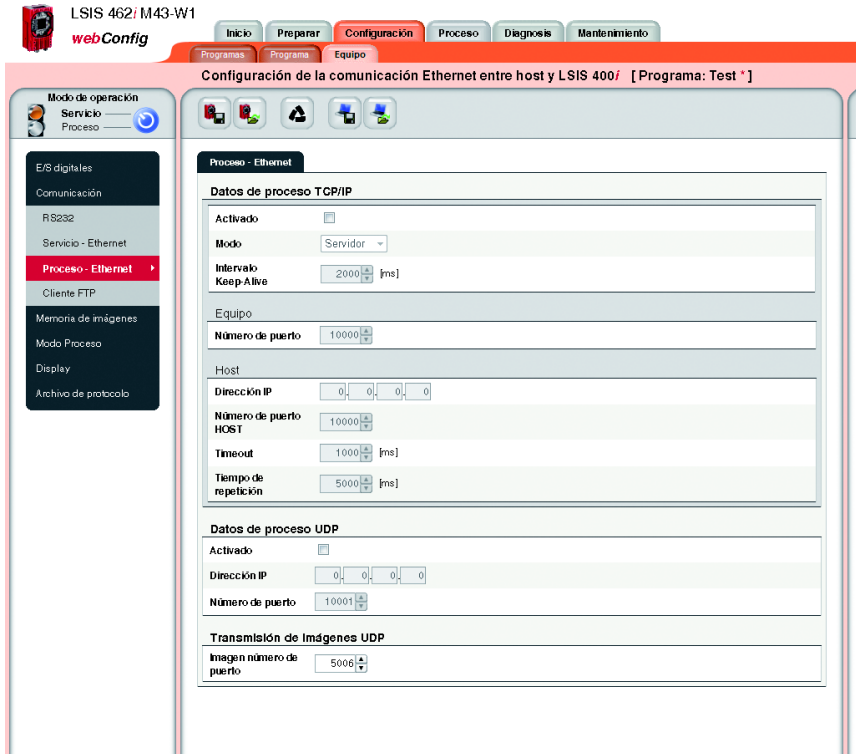 LSIS 462i M43-W1
webConfig
Inicio Preparar Configuración Proceso Diagnosis Mantenimiento
Programas Programa Equipo
Configuración de la comunicación Ethernet entre host y LSIS 400i [ Programa: Test * ]
Modo de operación
Servicio
Proceso
E/S digitales
Comunicación
RS232
Servicio - Ethernet
Proceso - Ethernet
Cliente FTP
Memoria de imágenes
Modo Proceso
Display
Archivo de protocolo
Proceso - Ethernet
Datos de proceso TCP/IP
Activado
Modo Servidor
Intervalo
Keep-Alive 2000 [ms]
Equipo
Número de puerto 10000
Host
Dirección IP 0. 0. 0. 0
Número de puerto
HOST 10000
Timeout 1000 [ms]
Tiempo de
repetición 5000 [ms]
Datos de proceso UDP
Activado
Dirección IP 0. 0. 0. 0
Número de puerto 10001
Transmisión de imágenes UDP
Imagen número de
puerto 5006